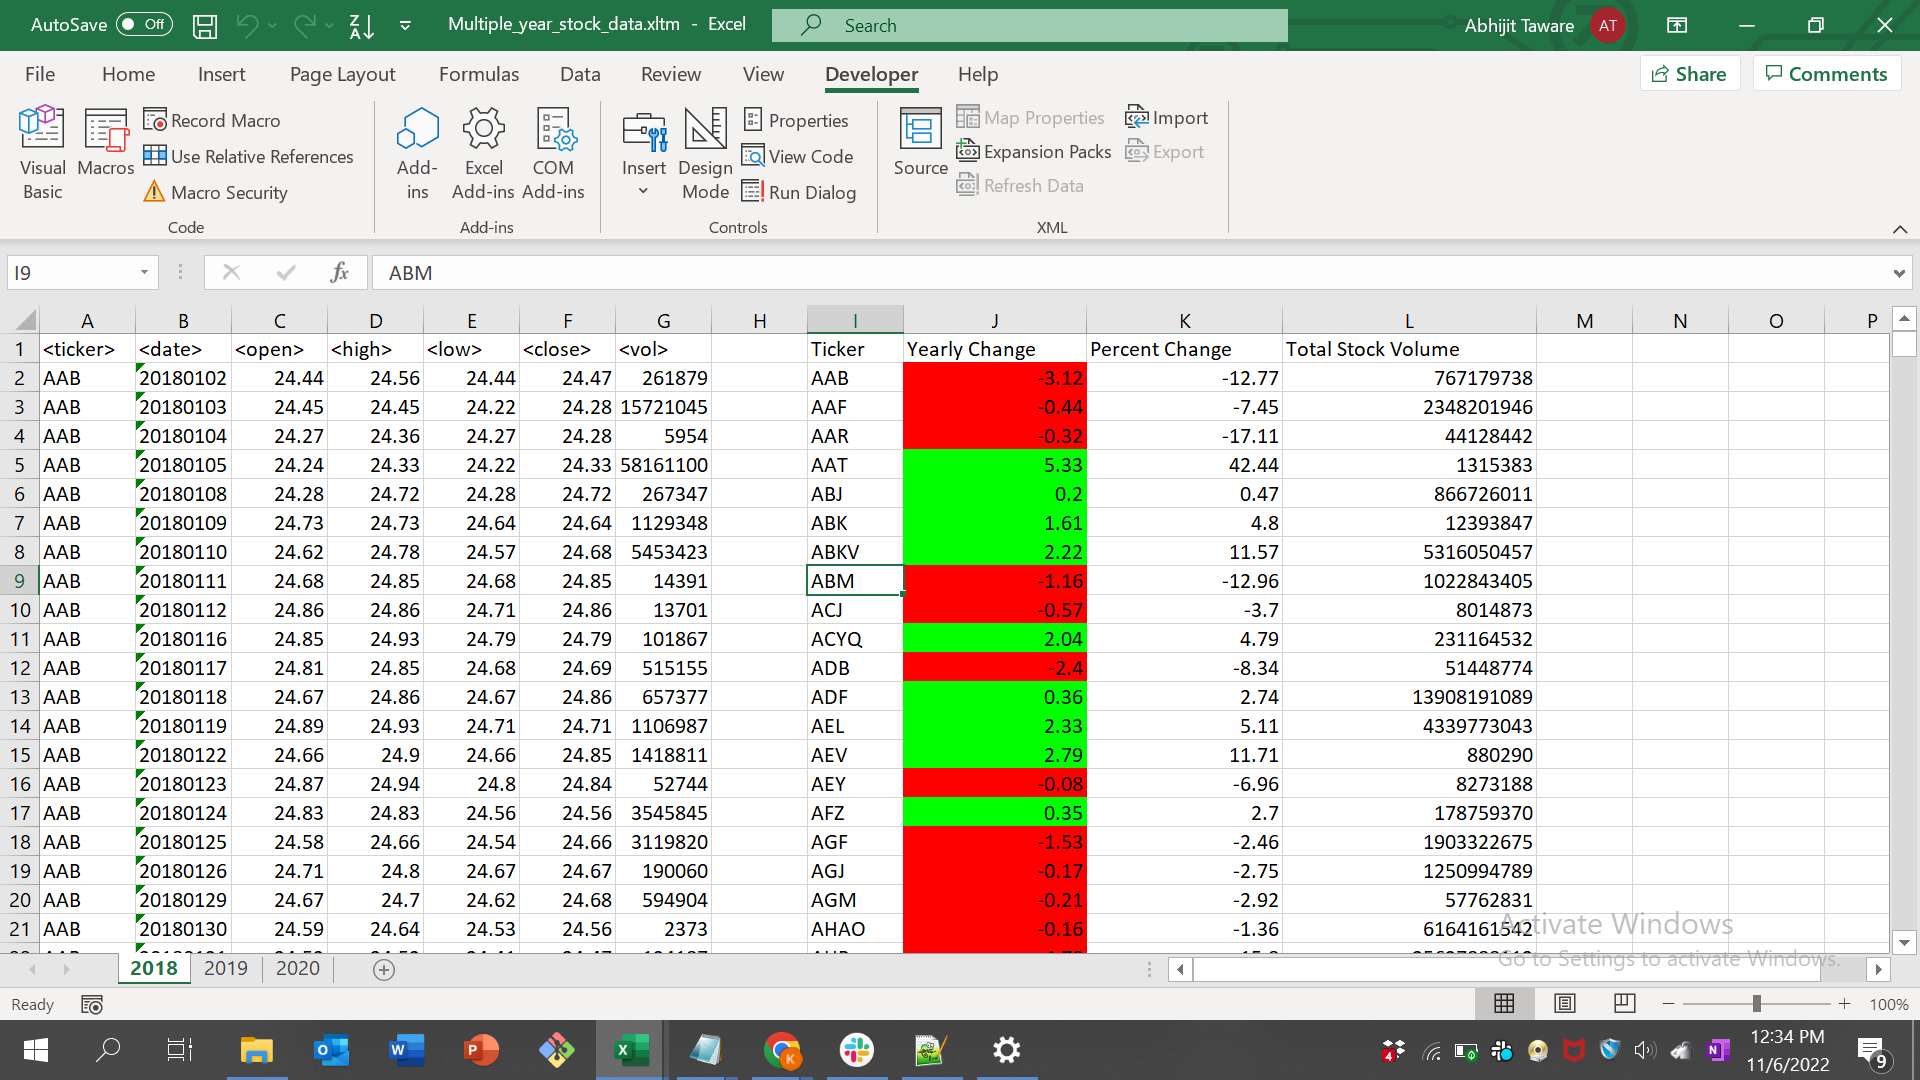 AutoSave Off Multiple_year_stock_data.xltm - Excel Search Abhijit Taware AT
File Home Insert Page Layout Formulas Data Review View Developer Help Share Comments
Visual Basic
Macros
Record Macro
Use Relative References
Macro Security
Code
Add-ins
Excel Add-ins
COM Add-ins
Add-ins
Insert
Design Mode
Properties
View Code
Run Dialog
Controls
Source
Map Properties
Expansion Packs
Refresh Data
Import
Export
XML
I9 fx ABM
A B C D E F G H I J K L M N O P
1 <ticker> <date> <open> <high> <low> <close> <vol> Ticker Yearly Change Percent Change Total Stock Volume
2 AAB 20180102 24.44 24.56 24.44 24.47 261879 AAB -3.12 -12.77 767179738
3 AAB 20180103 24.45 24.45 24.22 24.28 15721045 AAF -0.44 -7.45 2348201946
4 AAB 20180104 24.27 24.36 24.27 24.28 5954 AAR -0.32 -17.11 44128442
5 AAB 20180105 24.24 24.33 24.22 24.33 58161100 AAT 5.33 42.44 1315383
6 AAB 20180108 24.28 24.72 24.28 24.72 267347 ABJ 0.2 0.47 866726011
7 AAB 20180109 24.73 24.73 24.64 24.64 1129348 ABK 1.61 4.8 12393847
8 AAB 20180110 24.62 24.78 24.57 24.68 5453423 ABKV 2.22 11.57 5316050457
9 AAB 20180111 24.68 24.85 24.68 24.85 14391 ABM -1.16 -12.96 1022843405
10 AAB 20180112 24.86 24.86 24.71 24.86 13701 ACJ -0.57 -3.7 8014873
11 AAB 20180116 24.85 24.93 24.79 24.79 101867 ACYQ 2.04 4.79 231164532
12 AAB 20180117 24.81 24.85 24.68 24.69 515155 ADB -2.4 -8.34 51448774
13 AAB 20180118 24.67 24.86 24.67 24.86 657377 ADF 0.36 2.74 13908191089
14 AAB 20180119 24.89 24.93 24.71 24.71 1106987 AEL 2.33 5.11 4339773043
15 AAB 20180122 24.66 24.9 24.66 24.85 1418811 AEV 2.79 11.71 880290
16 AAB 20180123 24.87 24.94 24.8 24.84 52744 AEY -0.08 -6.96 8273188
17 AAB 20180124 24.83 24.83 24.56 24.56 3545845 AFZ 0.35 2.7 178759370
18 AAB 20180125 24.58 24.66 24.54 24.66 3119820 AGF -1.53 -2.46 1903322675
19 AAB 20180126 24.71 24.8 24.67 24.67 190060 AGJ -0.17 -2.75 1250994789
20 AAB 20180129 24.67 24.7 24.62 24.68 594904 AGM -0.21 -2.92 57762831
21 AAB 20180130 24.59 24.64 24.53 24.56 2373 AHAO -0.16 -1.36 6164161542
Activate Windows
Go to Settings to activate Windows.
2018 2019 2020
Ready 100%
12:34 PM
11/6/2022
9